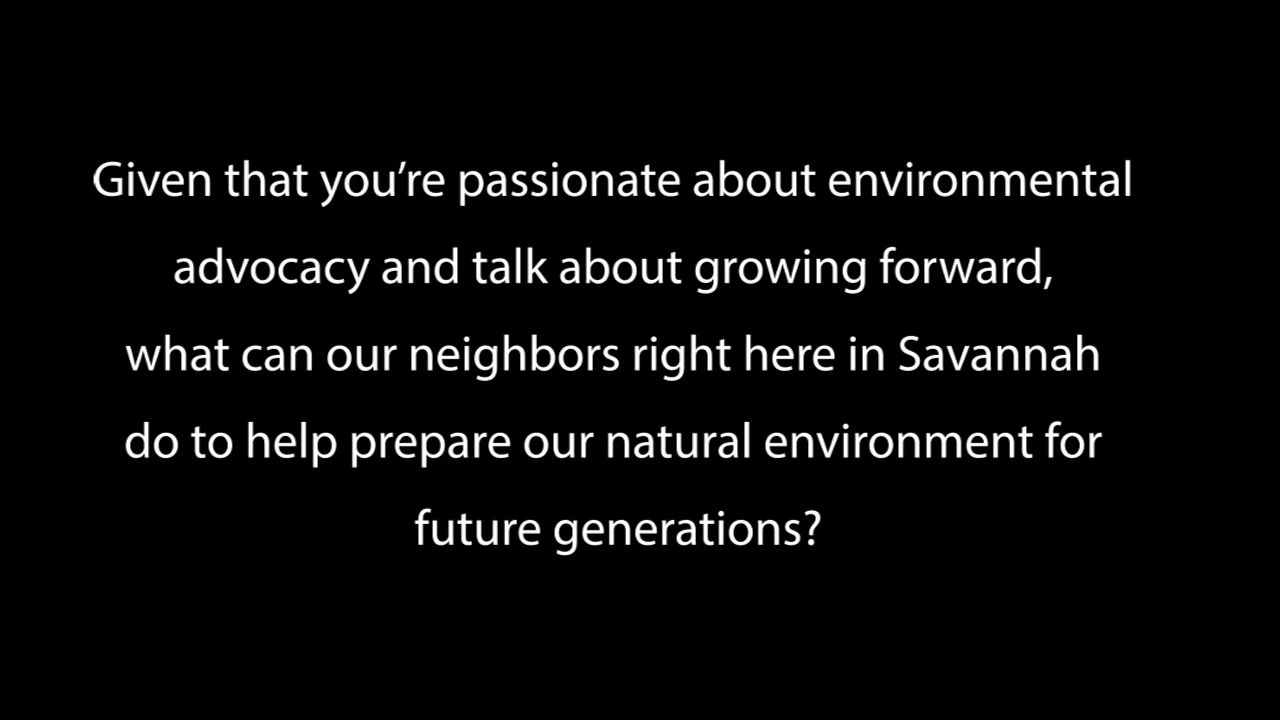 Given that you’re passionate about environmental
advocacy and talk about growing forward,
what can our neighbors right here in Savannah
do to help prepare our natural environment for
future generations?